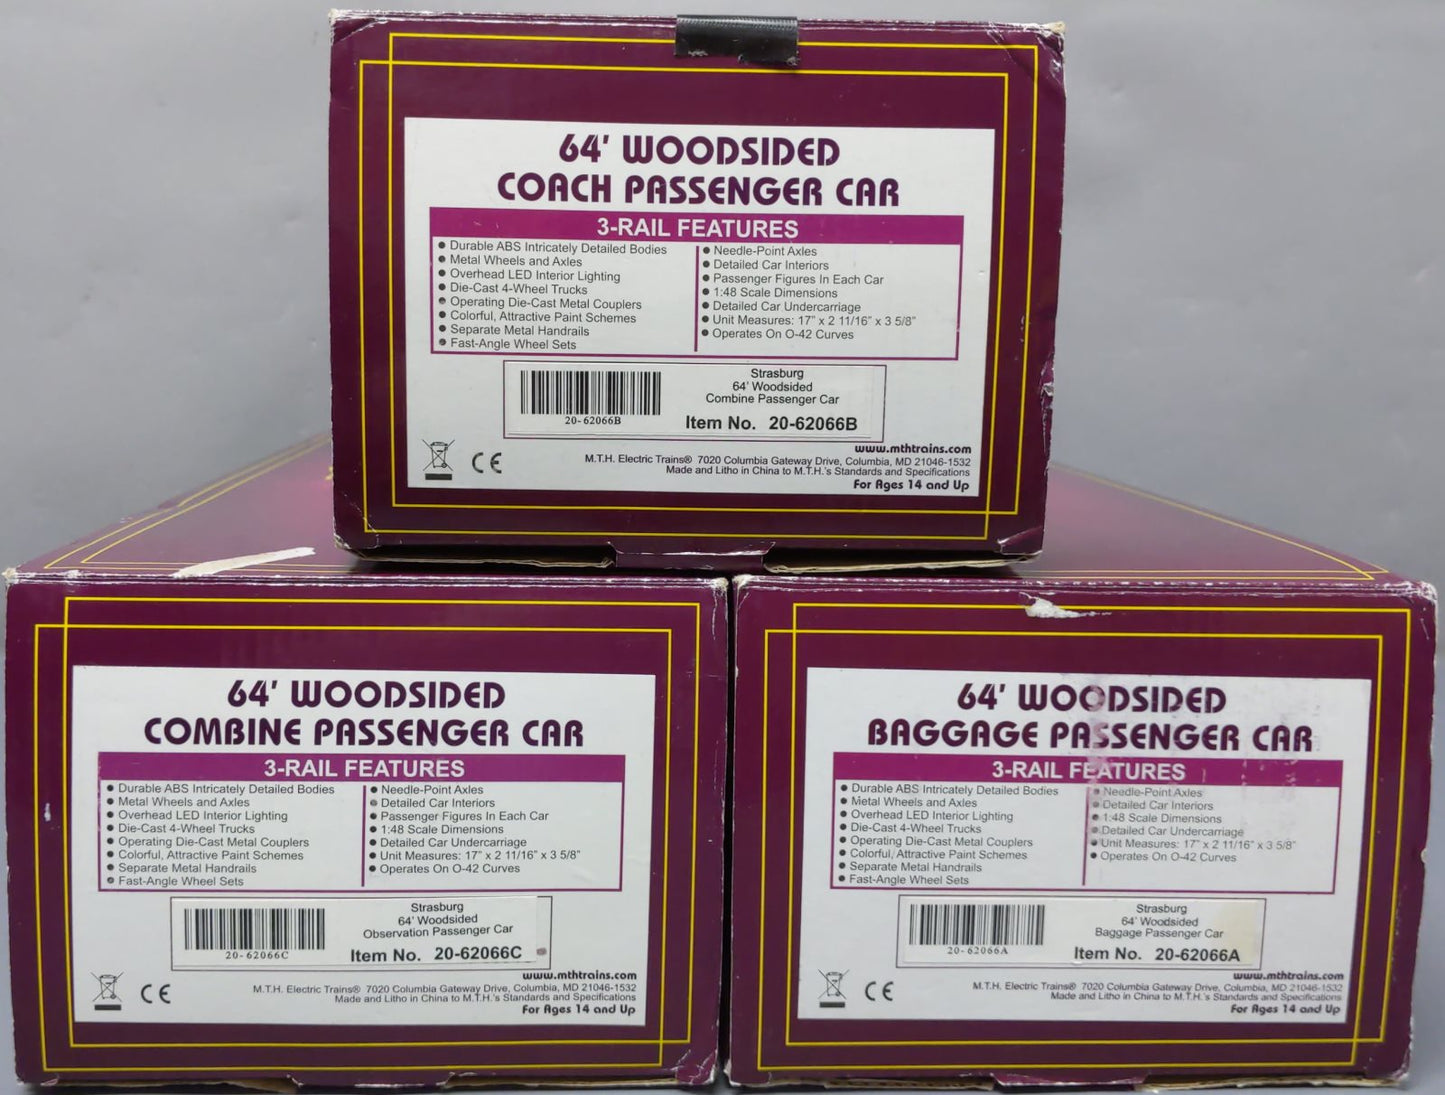 64' WOODSIDED
COACH PASSENGER CAR
3-RAIL FEATURES
Durable ABS Intricately Detailed Bodies
Metal Wheels and Axles
Overhead LED Interior Lighting
Die-Cast 4-Wheel Trucks
Operating Die-Cast Metal Couplers
Colorful, Attractive Paint Schemes
Separate Metal Handrails
Fast-Angle Wheel Sets
Needle-Point Axles
Detailed Car Interiors
Passenger Figures In Each Car
1:48 Scale Dimensions
Detailed Car Undercarriage
Unit Measures: 17" x 2 11/16" x 3 5/8"
Operates On O-42 Curves
Strasburg
64' Woodsided
Combine Passenger Car
20-62066B
Item No. 20-62066B
CE
www.mthtrains.com
M.T.H. Electric Trains® 7020 Columbia Gateway Drive, Columbia, MD 21046-1532
Made and Litho in China to M.T.H.'s Standards and Specifications
For Ages 14 and Up
64' WOODSIDED
COMBINE PASSENGER CAR
3-RAIL FEATURES
Durable ABS Intricately Detailed Bodies
Metal Wheels and Axles
Overhead LED Interior Lighting
Die-Cast 4-Wheel Trucks
Operating Die-Cast Metal Couplers
Colorful, Attractive Paint Schemes
Separate Metal Handrails
Fast-Angle Wheel Sets
Needle-Point Axles
Detailed Car Interiors
Passenger Figures In Each Car
1:48 Scale Dimensions
Detailed Car Undercarriage
Unit Measures: 17" x 2 11/16" x 3 5/8"
Operates On O-42 Curves
Strasburg
64' Woodsided
Observation Passenger Car
20-62066C
Item No. 20-62066C
CE
www.mthtrains.com
M.T.H. Electric Trains® 7020 Columbia Gateway Drive, Columbia, MD 21046-1532
Made and Litho in China to M.T.H.'s Standards and Specifications
For Ages 14 and Up
64' WOODSIDED
BAGGAGE PASSENGER CAR
3-RAIL FEATURES
Durable ABS Intricately Detailed Bodies
Metal Wheels and Axles
Overhead LED Interior Lighting
Die-Cast 4-Wheel Trucks
Operating Die-Cast Metal Couplers
Colorful, Attractive Paint Schemes
Separate Metal Handrails
Fast-Angle Wheel Sets
Needle-Point Axles
Detailed Car Interiors
1:48 Scale Dimensions
Detailed Car Undercarriage
Unit Measures: 17" x 2 11/16" x 3 5/8"
Operates On O-42 Curves
Strasburg
64' Woodsided
Baggage Passenger Car
20-62066A
Item No. 20-62066A
CE
www.mthtrains.com
M.T.H. Electric Trains® 7020 Columbia Gateway Drive, Columbia, MD 21046-1532
Made and Litho in China to M.T.H.'s Standards and Specifications
For Ages 14 and Up